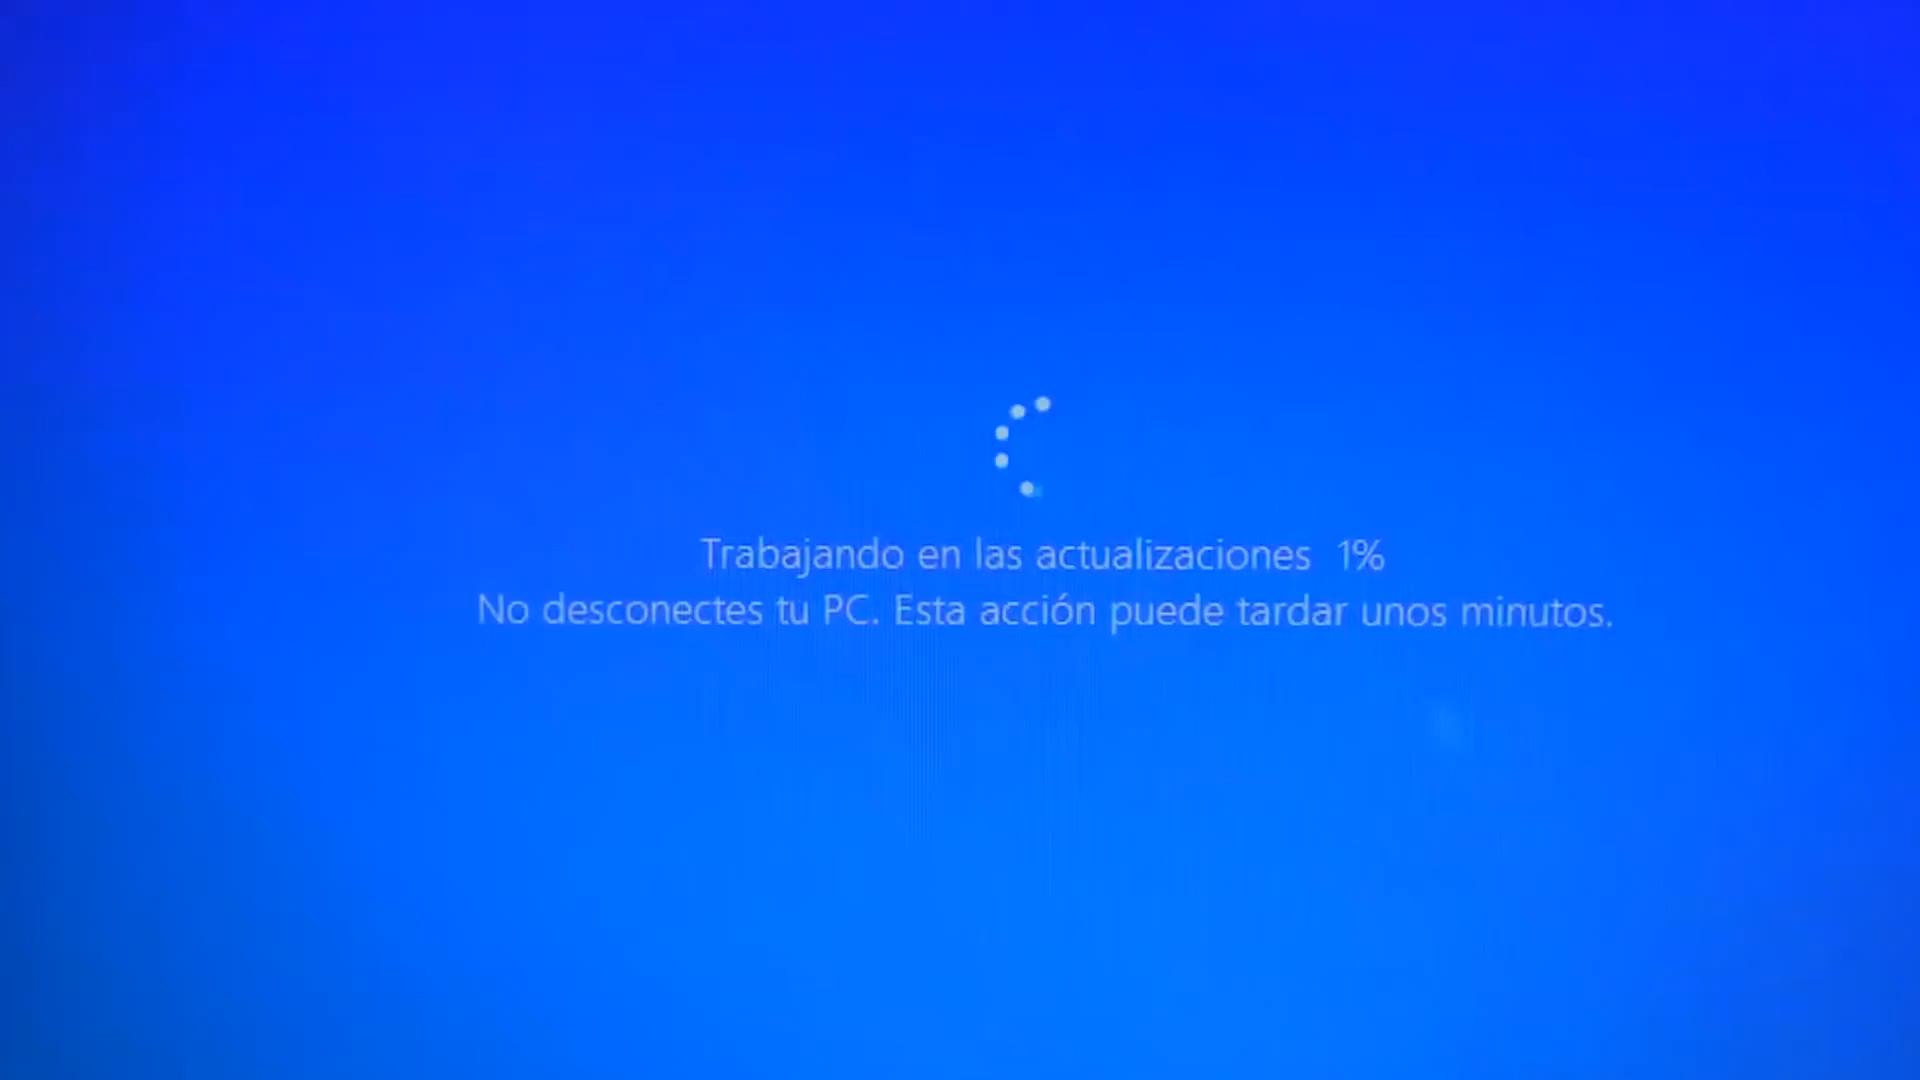 Trabajando en las actualizaciones 1%
No desconectes tu PC. Esta acción puede tardar unos minutos.